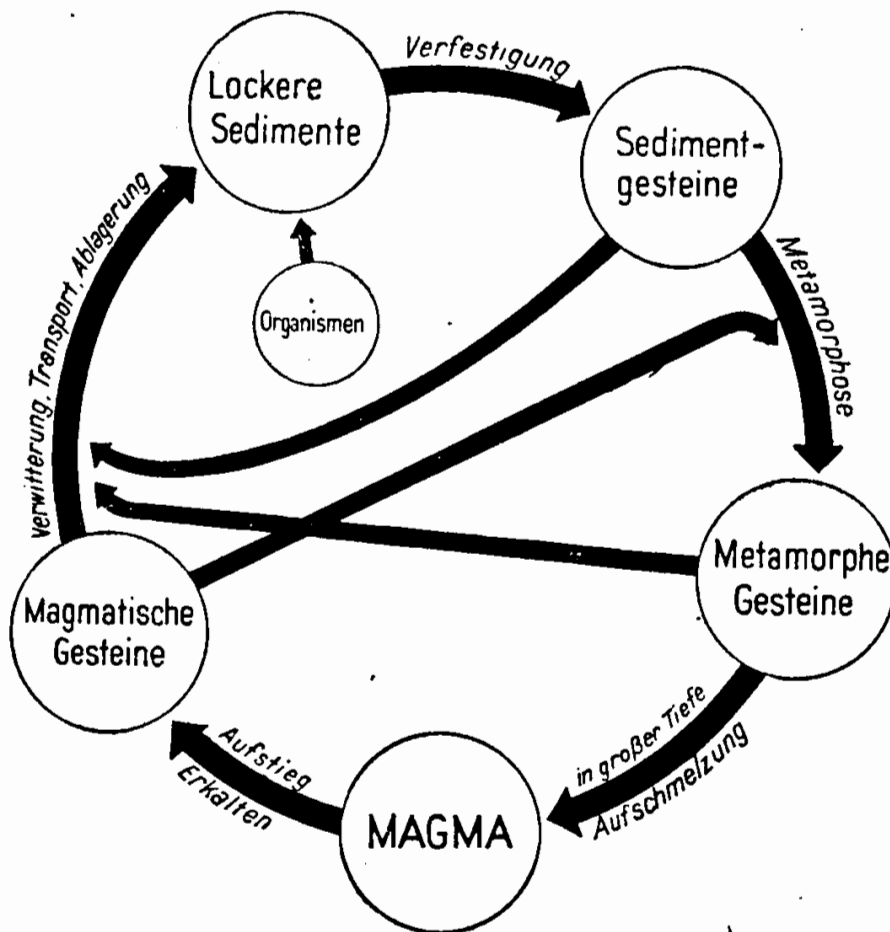 Verfestigung
Lockere
Sedimente
Sediment-
gesteine
Organismen
Verwitterung, Transport, Ablagerung
Metamorphose
Metamorphe
Gesteine
Magmatische
Gesteine
in großer Tiefe
Aufschmelzung
Aufstieg
Erkalten
MAGMA